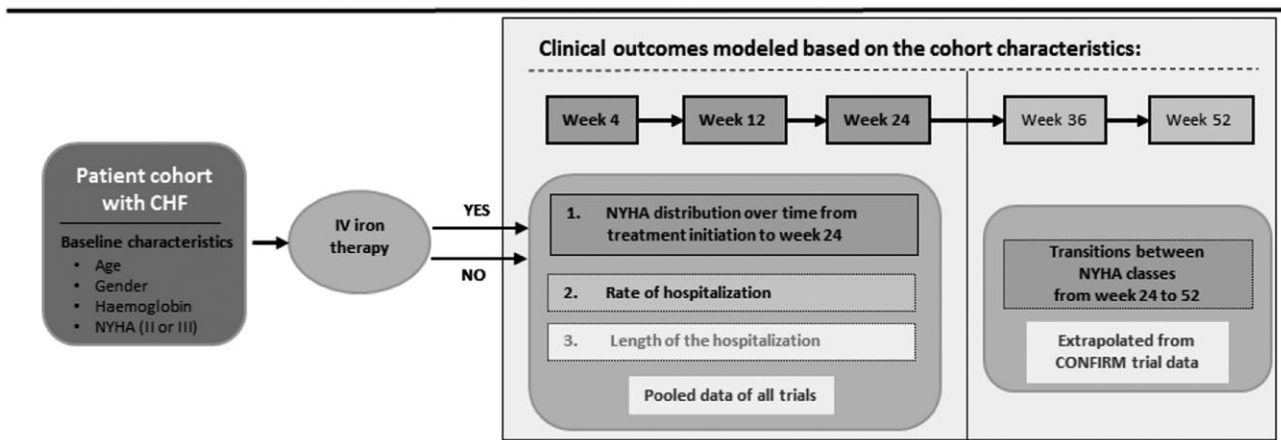 Clinical outcomes modeled based on the cohort characteristics:
Week 4
Week 12
Week 24
Week 36
Week 52
Patient cohort
with CHF
Baseline characteristics
• Age
• Gender
• Haemoglobin
• NYHA (II or III)
IV iron
therapy
YES
NO
1. NYHA distribution over time from
treatment initiation to week 24
2. Rate of hospitalization
3. Length of the hospitalization
Pooled data of all trials
Transitions between
NYHA classes
from week 24 to 52
Extrapolated from
CONFIRM trial data